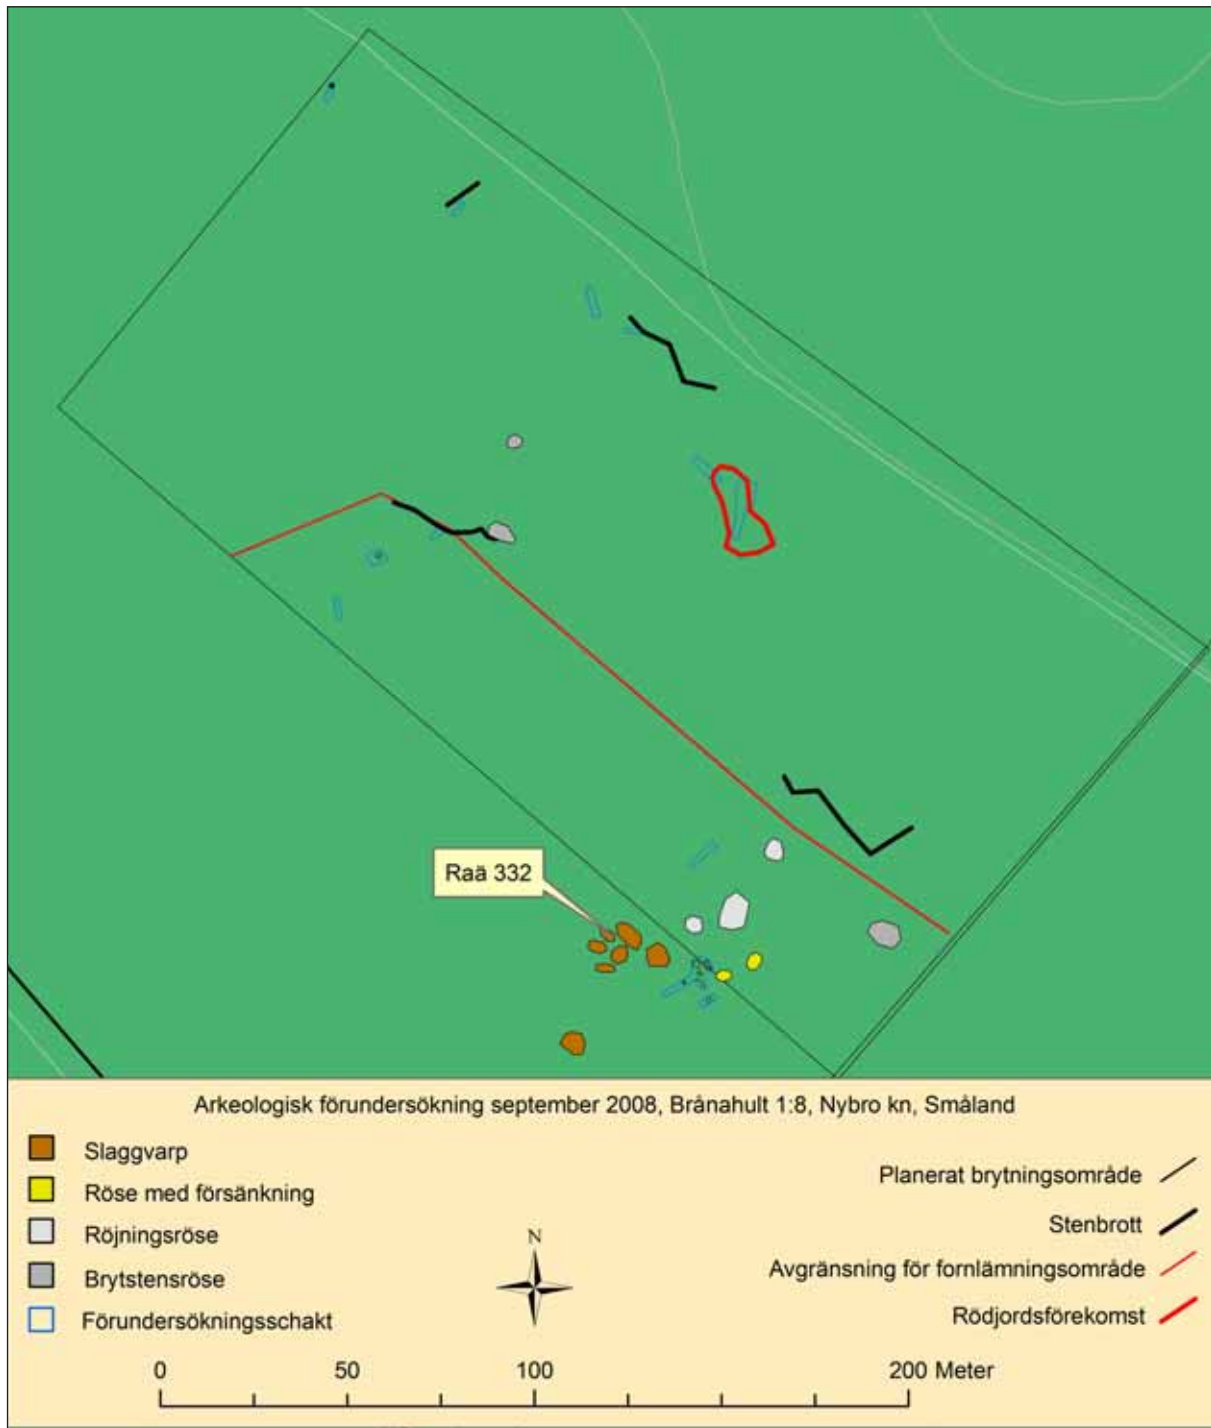 Raä 332
Arkeologisk förundersökning september 2008, Brånahult 1:8, Nybro kn, Småland
Slaggvarp
Röse med försänkning
Röjningsröse
Brytstensröse
Förundersökningsschakt
N
Planerat brytningsområde
Stenbrott
Avgränsning för fornlämningsområde
Rödjordsförekomst
0 50 100 200 Meter